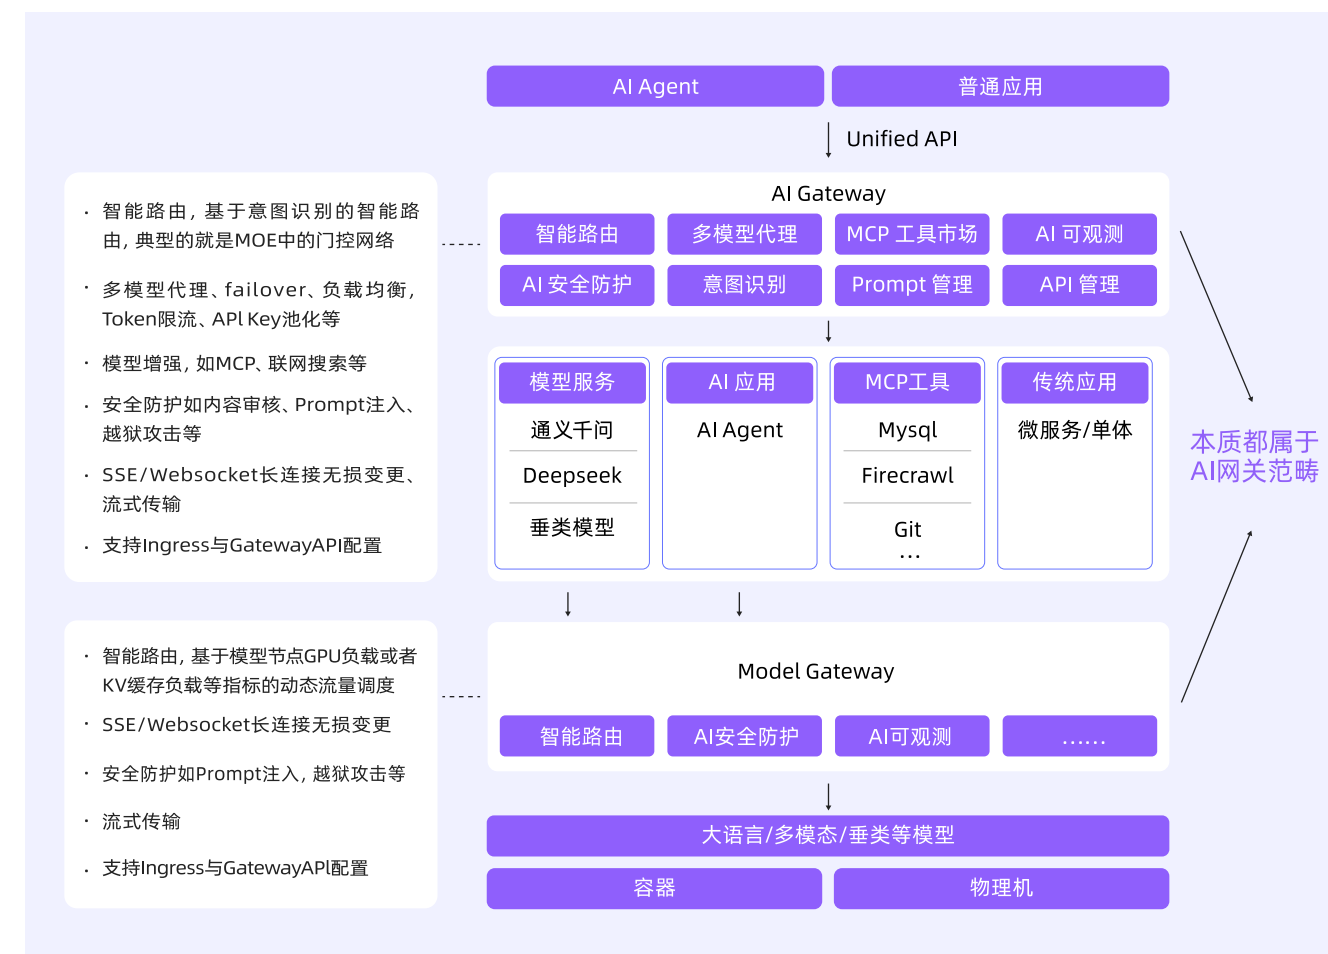 AI Agent
普通应用
Unified API
· 智能路由, 基于意图识别的智能路
由, 典型的就是MOE中的门控网络
· 多模型代理、failover、负载均衡,
Token限流、APl Key池化等
· 模型增强, 如MCP、联网搜索等
· 安全防护如内容审核、Prompt注入、
越狱攻击等
· SSE/Websocket长连接无损变更、
流式传输
· 支持Ingress与GatewayAPI配置
AI Gateway
智能路由
多模型代理
MCP 工具市场
AI 可观测
AI 安全防护
意图识别
Prompt 管理
API 管理
模型服务
通义千问
Deepseek
垂类模型
AI 应用
AI Agent
MCP工具
Mysql
Firecrawl
Git
...
传统应用
微服务/单体
本质都属于
AI网关范畴
· 智能路由, 基于模型节点GPU负载或者
KV缓存负载等指标的动态流量调度
· SSE/Websocket长连接无损变更
· 安全防护如Prompt注入, 越狱攻击等
· 流式传输
· 支持Ingress与GatewayAPl配置
Model Gateway
智能路由
AI安全防护
AI可观测
……
大语言/多模态/垂类等模型
容器
物理机